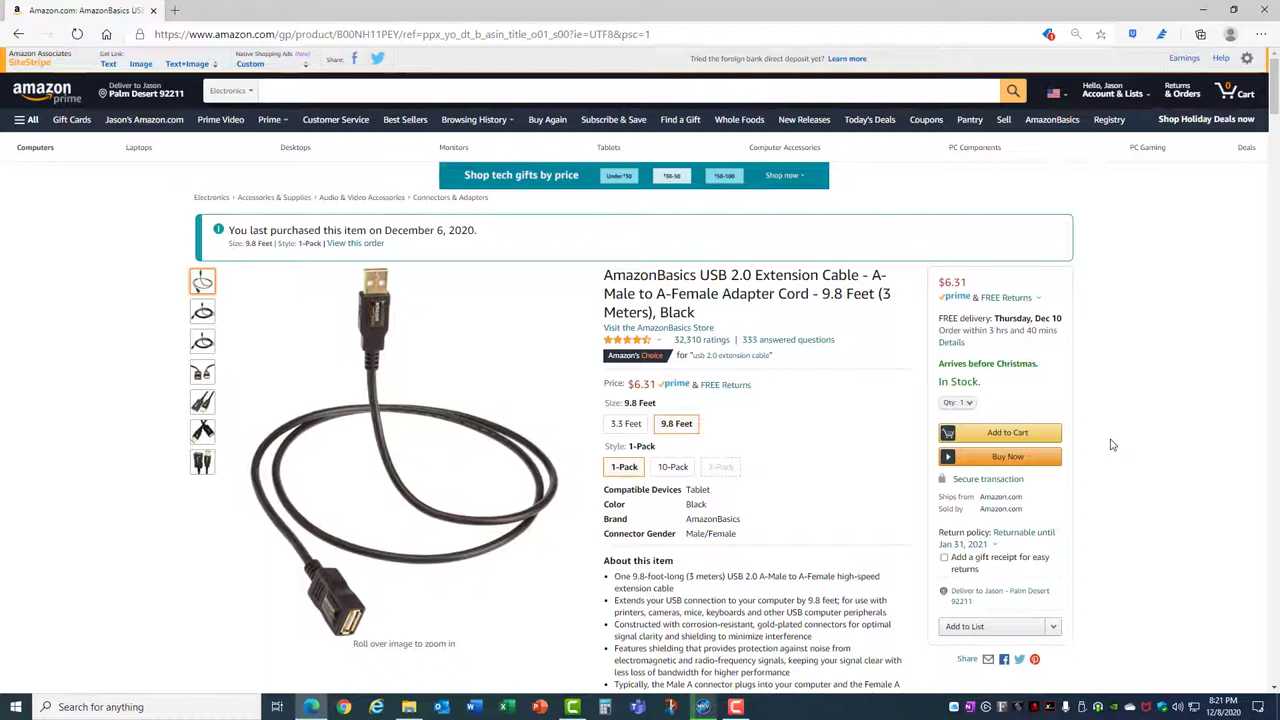 AmazonBasics USB 2.0
https://www.amazon.com/gp/product/B00NH11PEY/ref=ppx_yo_dt_b_asin_title_o01_s00?ie=UTF8&psc=1
Amazon Associates
SiteStripe
Get Link:
Text Image Text+Image
Native Shopping Ads (New)
Custom
Share:
Tried the foreign bank direct deposit yet? Learn more
Earnings Help
amazon
prime
Deliver to Jason
Palm Desert 92211
Electronics
Hello, Jason
Account & Lists
Returns
& Orders
0
Cart
All Gift Cards Jason's Amazon.com Prime Video Prime Customer Service Best Sellers Browsing History Buy Again Subscribe & Save Find a Gift Whole Foods New Releases Today's Deals Coupons Pantry Sell AmazonBasics Registry Shop Holiday Deals now
Computers Laptops Desktops Monitors Tablets Computer Accessories PC Components PC Gaming Deals
Shop tech gifts by price Under $30 $30-50 $50-100 Shop now
Electronics › Accessories & Supplies › Audio & Video Accessories › Connectors & Adapters
You last purchased this item on December 6, 2020.
Size: 9.8 Feet | Style: 1-Pack | View this order
AmazonBasics USB 2.0 Extension Cable - A-
Male to A-Female Adapter Cord - 9.8 Feet (3
Meters), Black
Visit the AmazonBasics Store
32,310 ratings | 333 answered questions
Amazon's Choice for "usb 2.0 extension cable"
Price: $6.31 prime & FREE Returns
Size: 9.8 Feet
3.3 Feet 9.8 Feet
Style: 1-Pack
1-Pack 10-Pack 2-Pack
Compatible Devices Tablet
Color Black
Brand AmazonBasics
Connector Gender Male/Female
About this item
• One 9.8-foot-long (3 meters) USB 2.0 A-Male to A-Female high-speed
extension cable
• Extends your USB connection to your computer by 9.8 feet; for use with
printers, cameras, mice, keyboards and other USB computer peripherals
• Constructed with corrosion-resistant, gold-plated connectors for optimal
signal clarity and shielding to minimize interference
• Features shielding that provides protection against noise from
electromagnetic and radio-frequency signals, keeping your signal clear with
less loss of bandwidth for higher performance
• Typically, the Male A connector plugs into your computer and the Female A
Roll over image to zoom in
$6.31
prime & FREE Returns
FREE delivery: Thursday, Dec 10
Order within 3 hrs and 40 mins
Details
Arrives before Christmas.
In Stock.
Qty: 1
Add to Cart
Buy Now
Secure transaction
Ships from Amazon.com
Sold by Amazon.com
Return policy: Returnable until
Jan 31, 2021
Add a gift receipt for easy
returns
Deliver to Jason - Palm Desert
92211
Add to List
Share
Search for anything
8:21 PM
12/8/2020